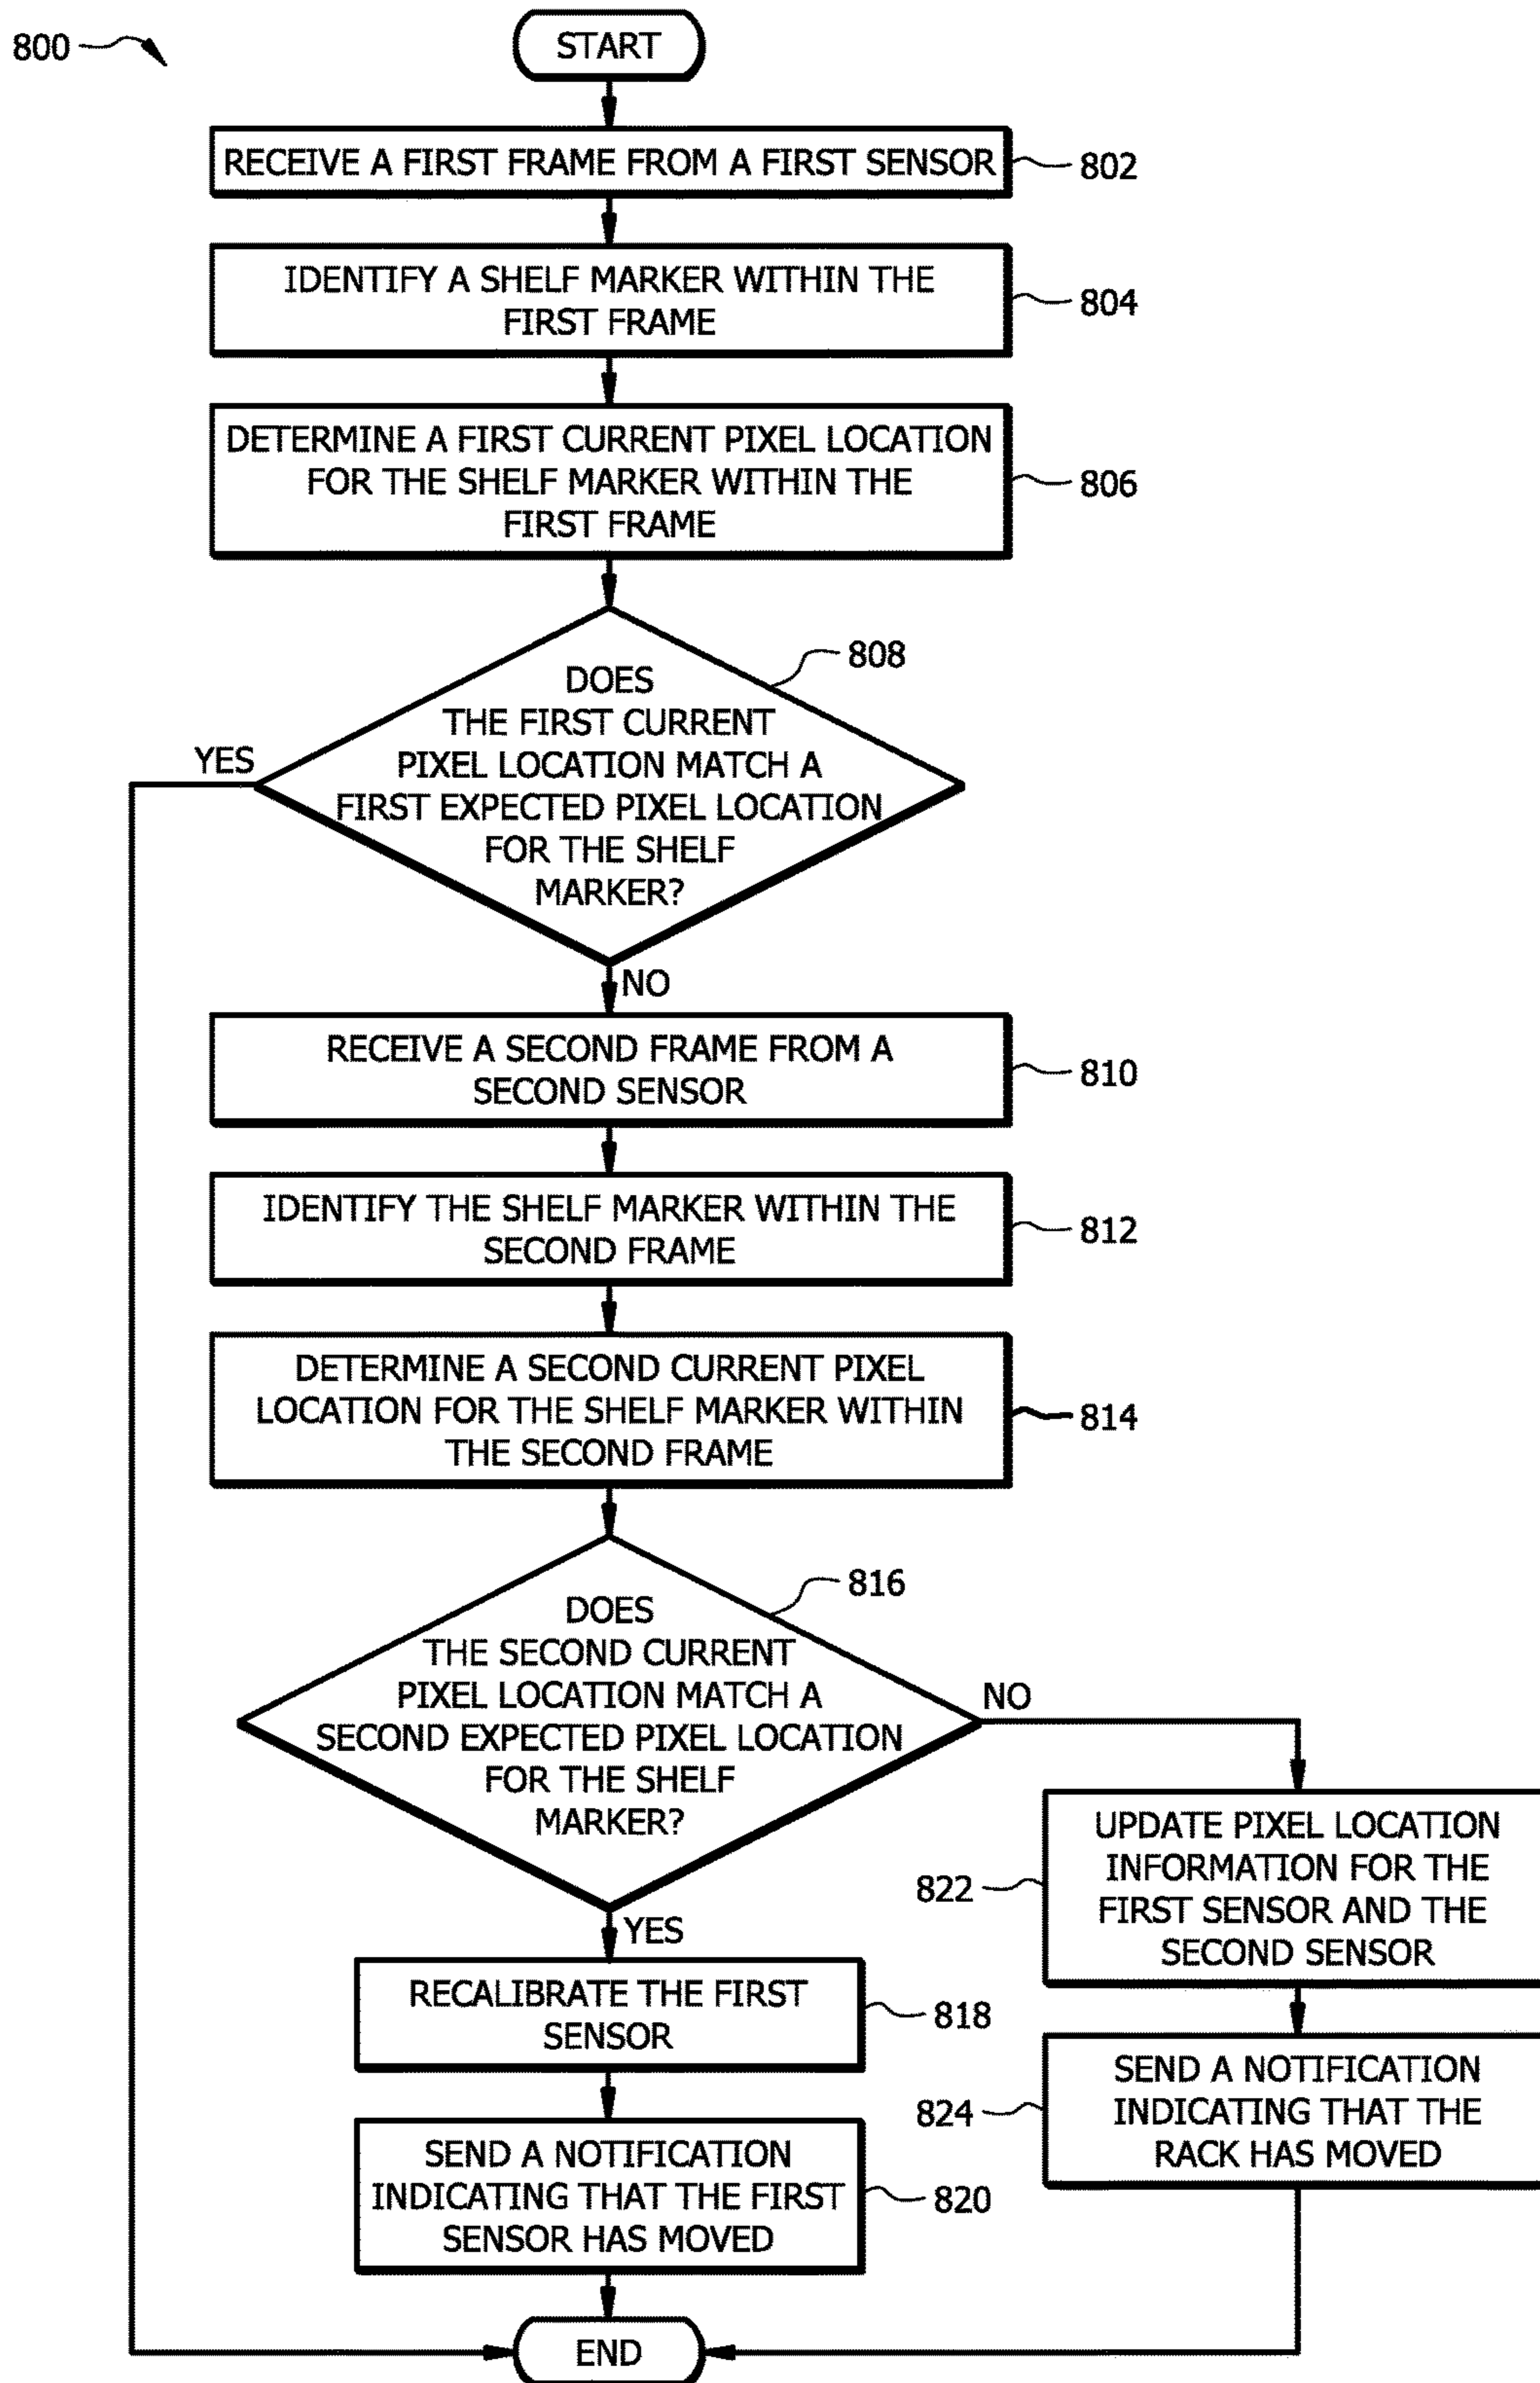 800
START
RECEIVE A FIRST FRAME FROM A FIRST SENSOR
802
IDENTIFY A SHELF MARKER WITHIN THE
FIRST FRAME
804
DETERMINE A FIRST CURRENT PIXEL LOCATION
FOR THE SHELF MARKER WITHIN THE
FIRST FRAME
806
808
DOES
THE FIRST CURRENT
PIXEL LOCATION MATCH A
FIRST EXPECTED PIXEL LOCATION
FOR THE SHELF
MARKER?
YES
NO
RECEIVE A SECOND FRAME FROM A
SECOND SENSOR
810
IDENTIFY THE SHELF MARKER WITHIN THE
SECOND FRAME
812
DETERMINE A SECOND CURRENT PIXEL
LOCATION FOR THE SHELF MARKER WITHIN
THE SECOND FRAME
814
816
DOES
THE SECOND CURRENT
PIXEL LOCATION MATCH A
SECOND EXPECTED PIXEL LOCATION
FOR THE SHELF
MARKER?
NO
YES
RECALIBRATE THE FIRST
SENSOR
818
SEND A NOTIFICATION
INDICATING THAT THE FIRST
SENSOR HAS MOVED
820
UPDATE PIXEL LOCATION
INFORMATION FOR THE
FIRST SENSOR AND THE
SECOND SENSOR
822
SEND A NOTIFICATION
INDICATING THAT THE
RACK HAS MOVED
824
END